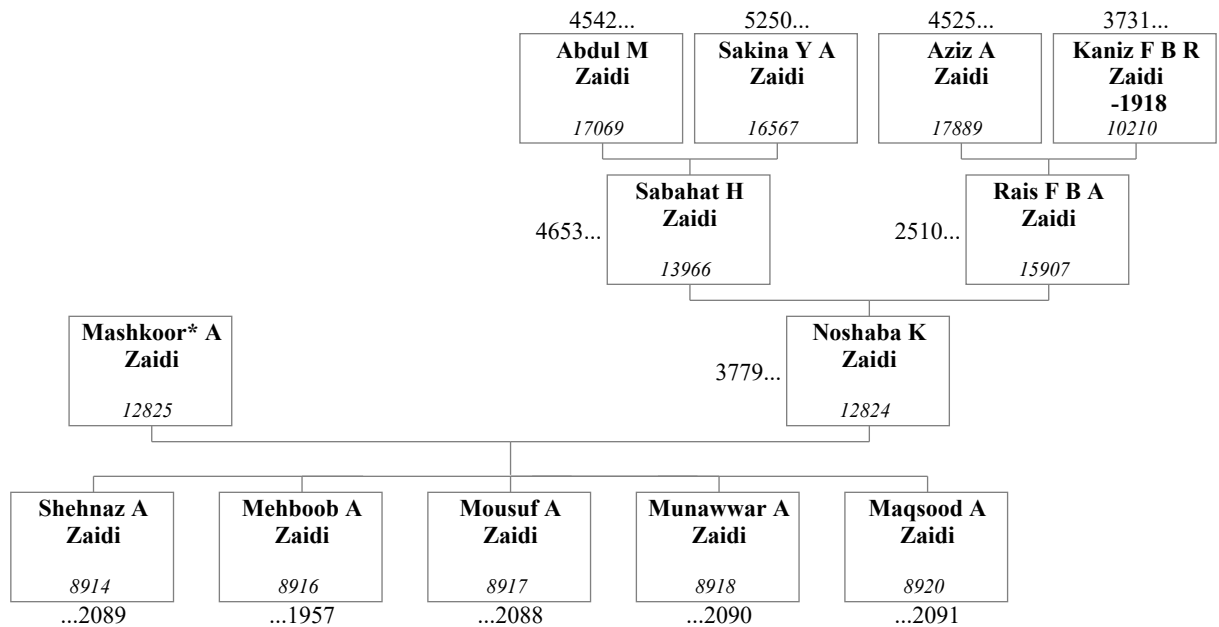 4542...
5250...
4525...
3731...
Abdul M
Zaidi
17069
Sakina Y A
Zaidi
16567
Aziz A
Zaidi
17889
Kaniz F B R
Zaidi
-1918
10210
4653...
Sabahat H
Zaidi
13966
2510...
Rais F B A
Zaidi
15907
Mashkoor* A
Zaidi
12825
3779...
Noshaba K
Zaidi
12824
Shehnaz A
Zaidi
8914
...2089
Mehboob A
Zaidi
8916
...1957
Mousuf A
Zaidi
8917
...2088
Munawwar A
Zaidi
8918
...2090
Maqsood A
Zaidi
8920
...2091